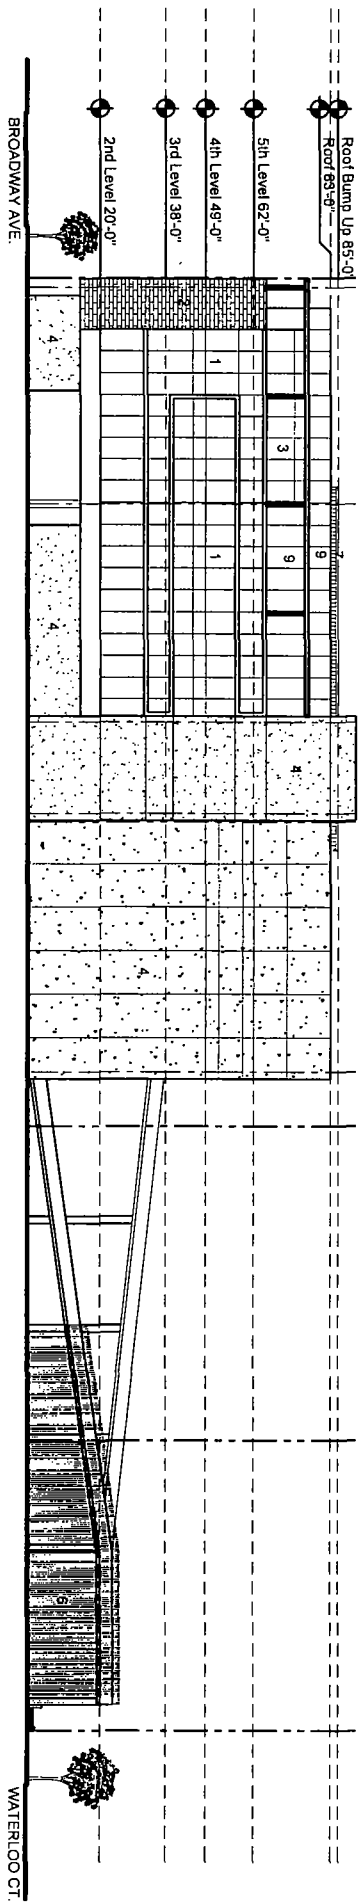 Roof Bump Up 85'-0"
Roof 83'-0"
5th Level 62'-0"
4th Level 49'-0"
3rd Level 38'-0"
2nd Level 20'-0"
7
9
3
9
1
1
2
4
4
4
4
6
BROADWAY AVE.
WATERLOO CT.